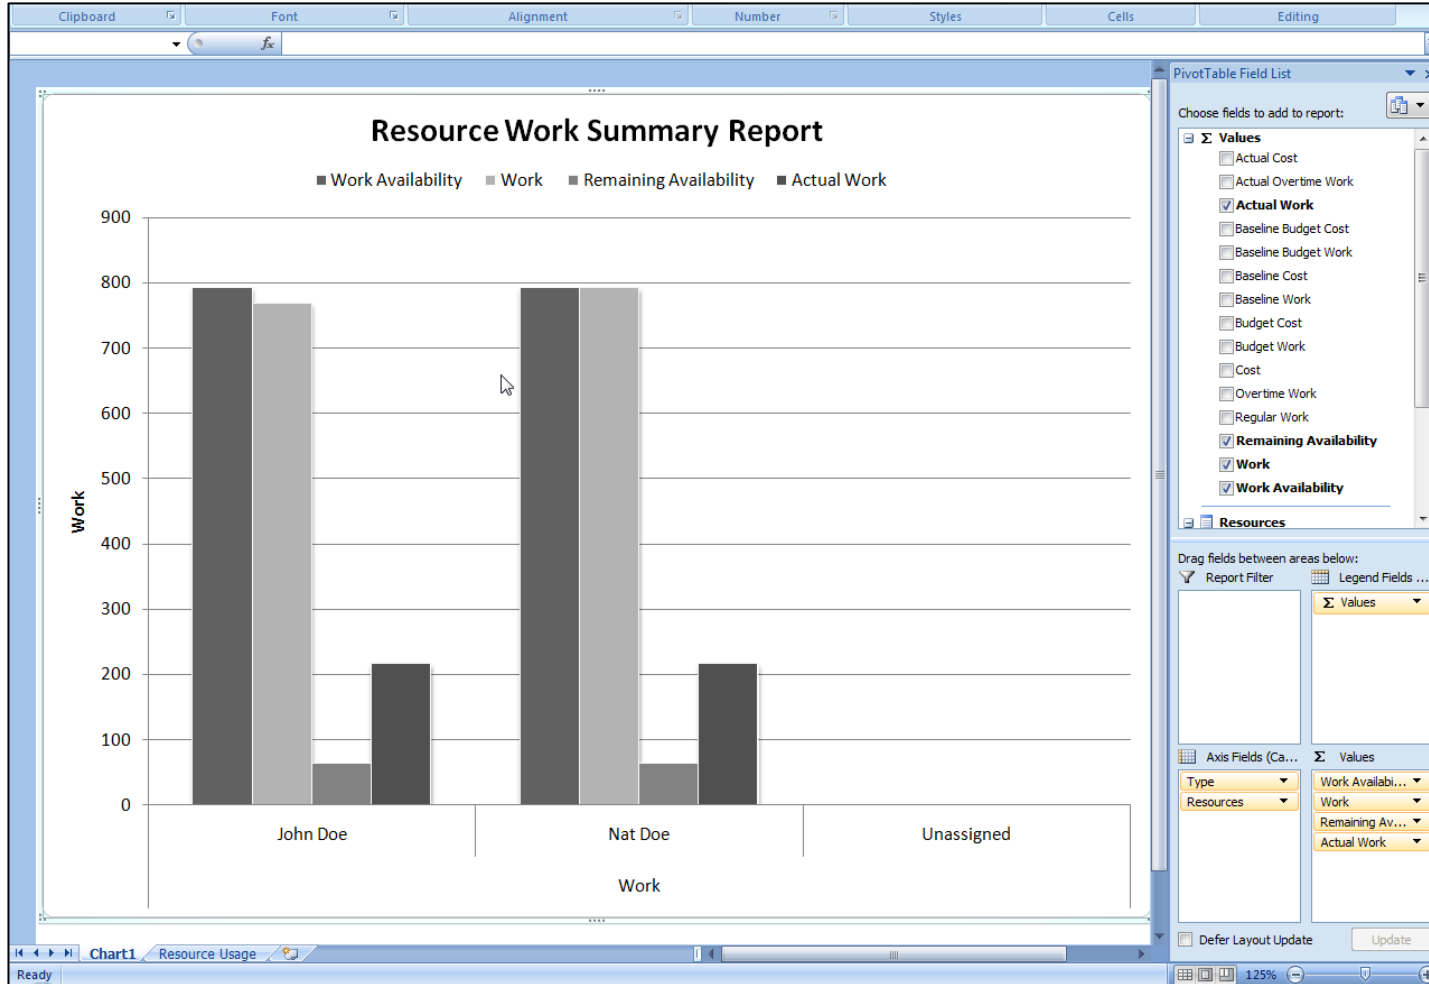 Clipboard Font Alignment Number Styles Cells Editing
fx
PivotTable Field List
Choose fields to add to report:
Σ Values
Actual Cost
Actual Overtime Work
Actual Work
Baseline Budget Cost
Baseline Budget Work
Baseline Cost
Baseline Work
Budget Cost
Budget Work
Cost
Overtime Work
Regular Work
Remaining Availability
Work
Work Availability
Resources
Drag fields between areas below:
Report Filter Legend Fields ...
Σ Values
Axis Fields (Ca... Σ Values
Type Work Availabi...
Resources Work
Remaining Av...
Actual Work
Defer Layout Update Update
Resource Work Summary Report
Work Availability Work Remaining Availability Actual Work
900
800
700
600
500
400
300
200
100
0
Work
John Doe Nat Doe Unassigned
Work
Chart1 Resource Usage
Ready 125%